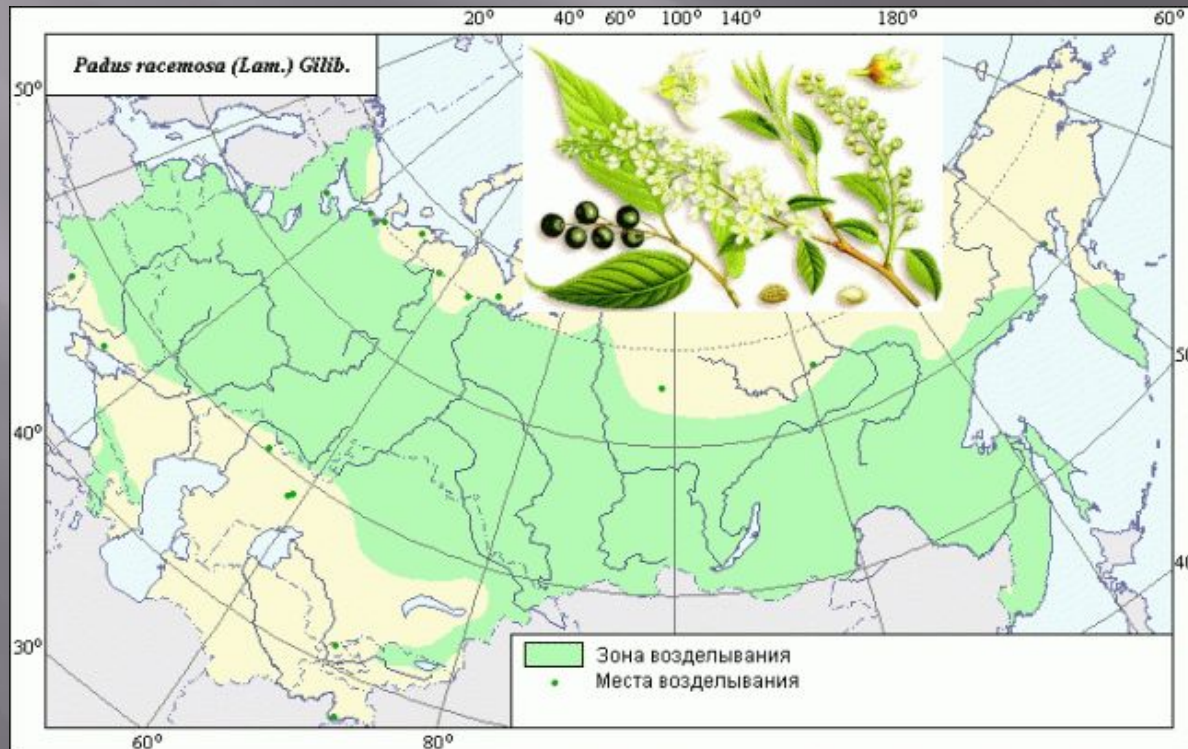 20° 40° 60° 100° 140° 180° 60°
Padus racemosa (Lam.) Gilib.
50°
40°
30°
Зона возделывания
Места возделывания
60° 80°